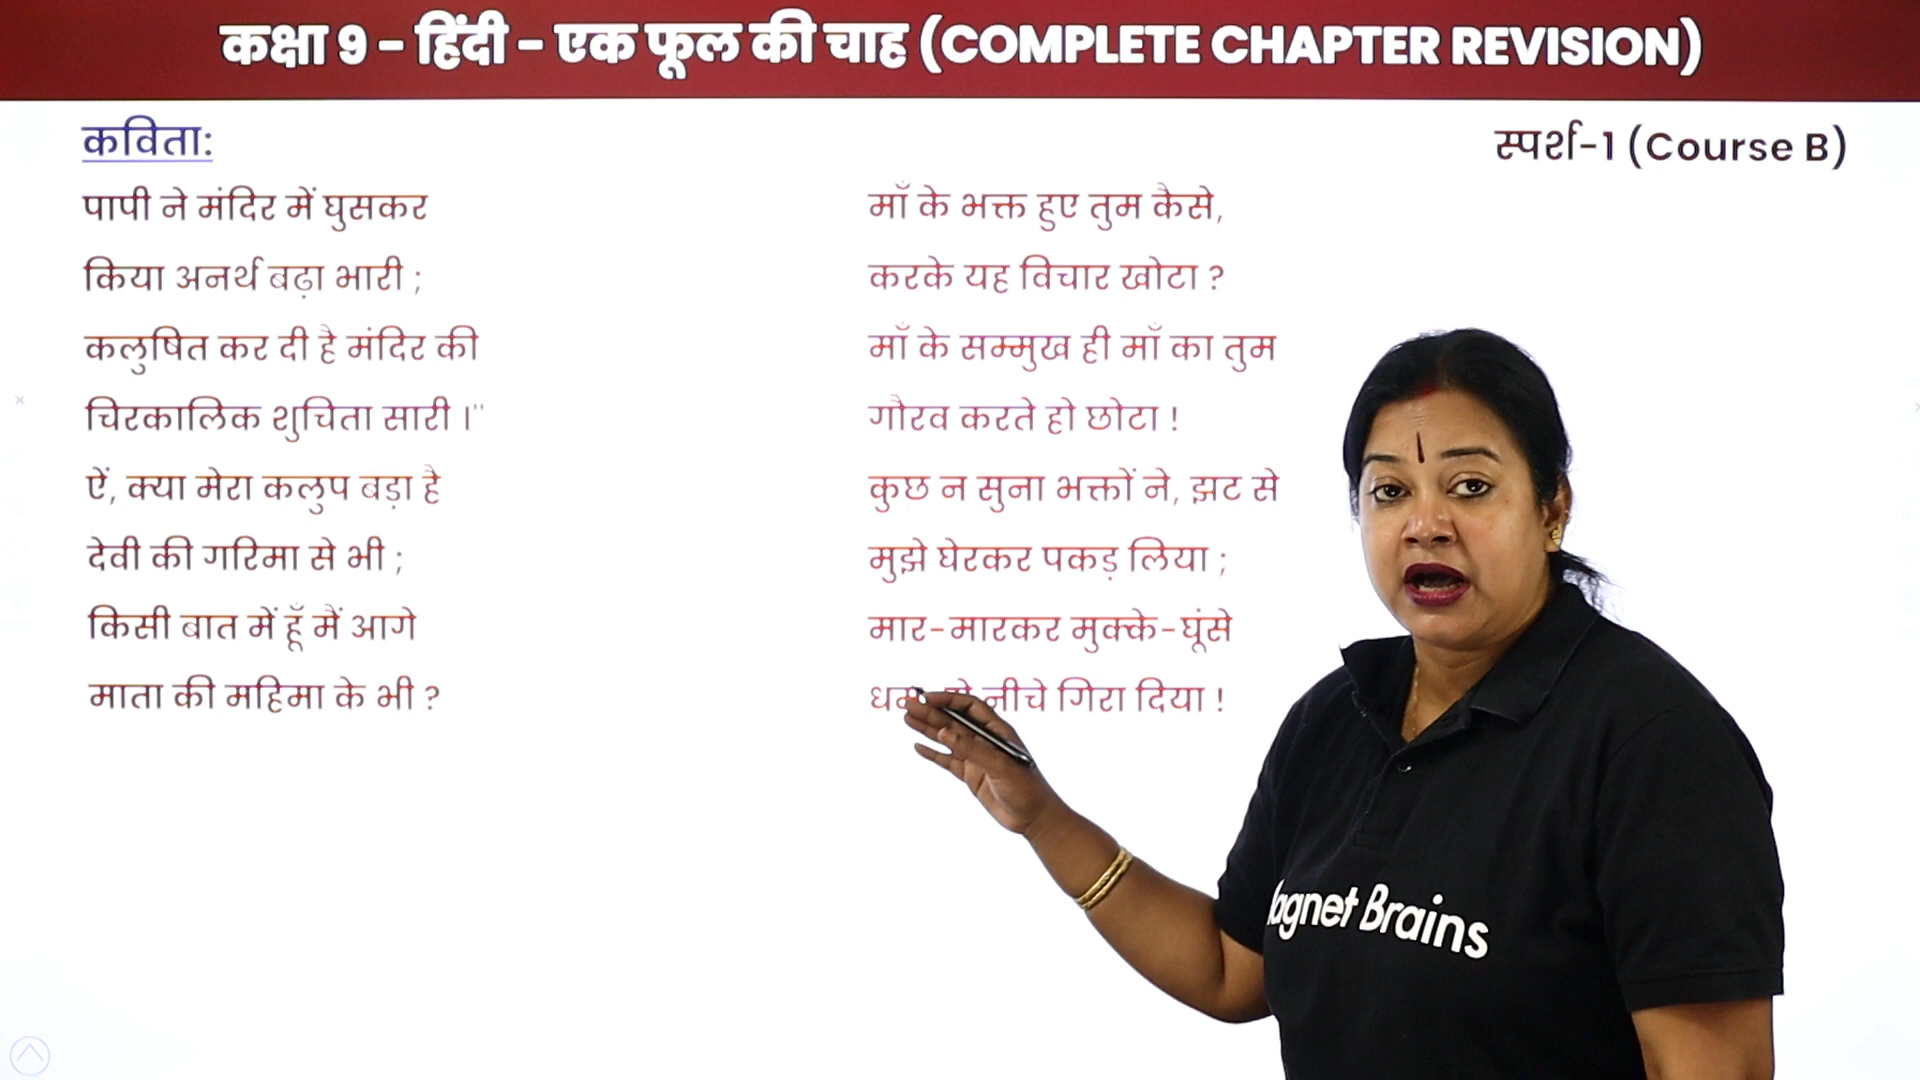 कक्षा 9 - हिंदी - एक फूल की चाह (COMPLETE CHAPTER REVISION)
कविता:
स्पर्श-1 (Course B)
पापी ने मंदिर में घुसकर
किया अनर्थ बढ़ा भारी ;
कलुषित कर दी है मंदिर की
चिरकालिक शुचिता सारी ।"
ऐं, क्या मेरा कलुप बड़ा है
देवी की गरिमा से भी ;
किसी बात में हूँ मैं आगे
माता की महिमा के भी ?
माँ के भक्त हुए तुम कैसे,
करके यह विचार खोटा ?
माँ के सम्मुख ही माँ का तुम
गौरव करते हो छोटा !
कुछ न सुना भक्तों ने, झट से
मुझे घेरकर पकड़ लिया ;
मार-मारकर मुक्के-घूंसे
नीचे गिरा दिया !
agnet Brains